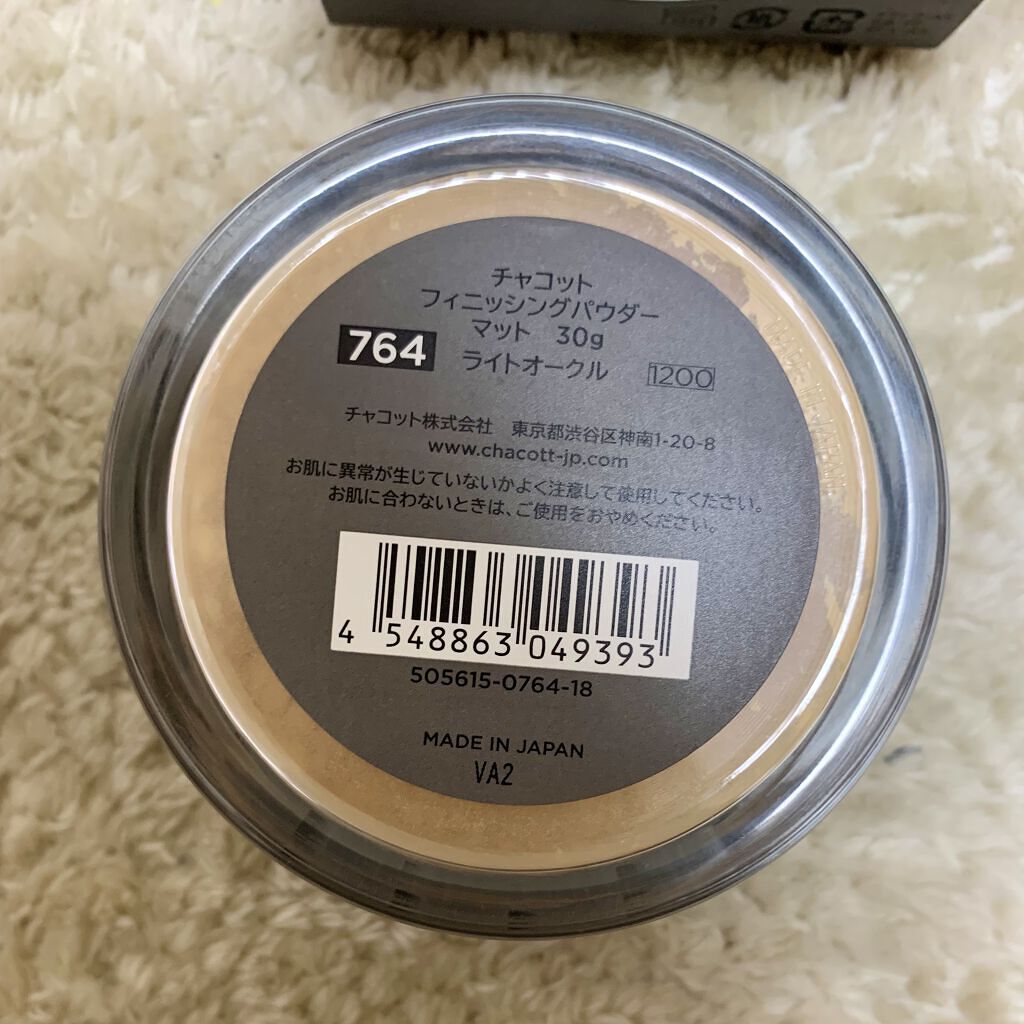 チャコット
フィニッシングパウダー
マット 30g
764 ライトオークル 1200
チャコット株式会社 東京都渋谷区神南1-20-8
www.chacott-jp.com
お肌に異常が生じていないかよく注意して使用してください。
お肌に合わないときは、ご使用をおやめください。
4 548863 049393
505615-0764-18
MADE IN JAPAN
VA2
MADE IN JAPAN